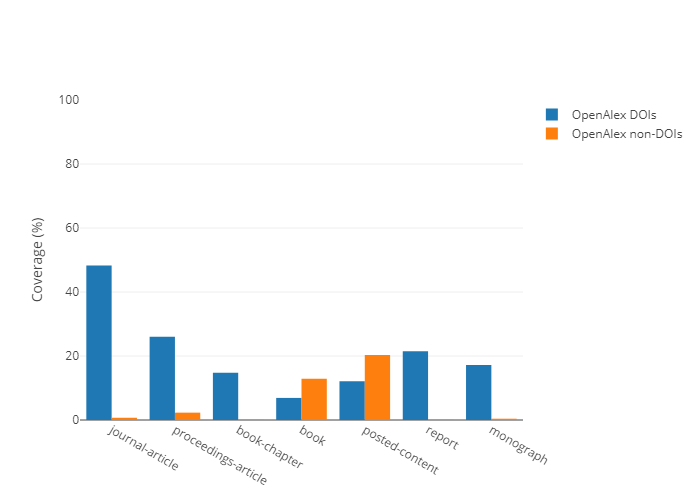 100
80
60
40
20
0
Coverage (%)
journal-article
proceedings-article
book-chapter
book
posted-content
report
monograph
OpenAlex DOIs
OpenAlex non-DOIs